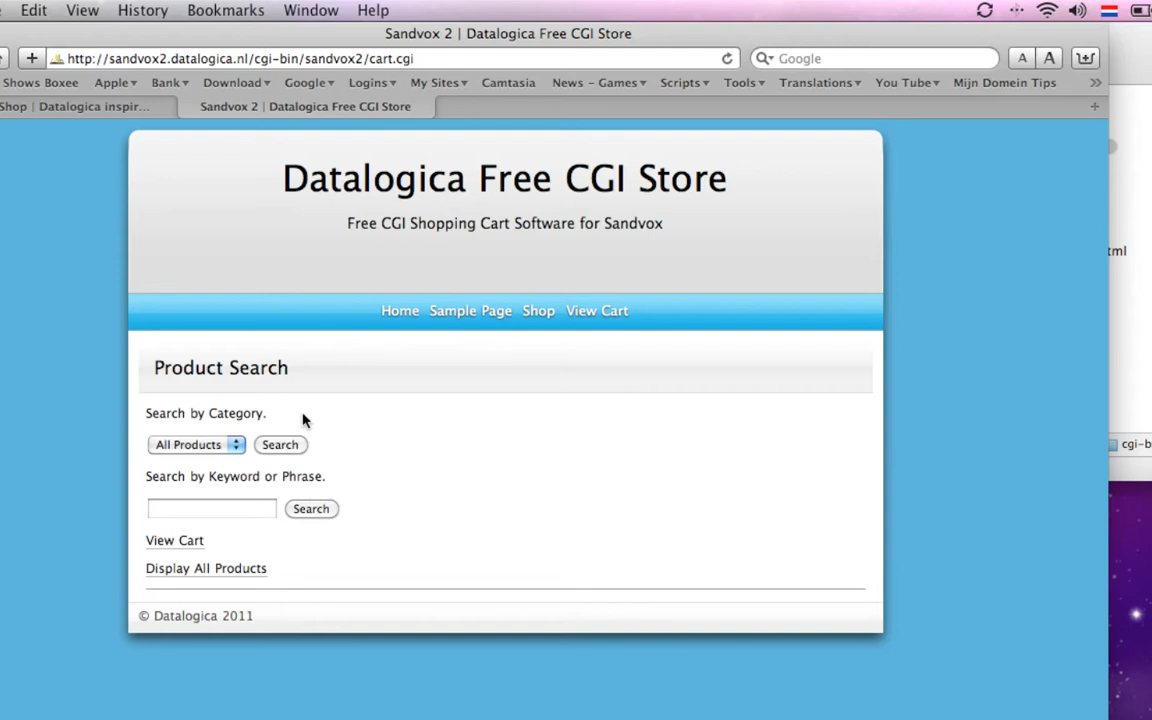 Edit View History Bookmarks Window Help
Sandvox 2 | Datalogica Free CGI Store
http://sandvox2.datalogica.nl/cgi-bin/sandvox2/cart.cgi Google A A
Shows Boxee Apple Bank Download Google Logins My Sites Camtasia News - Games Scripts Tools Translations You Tube Mijn Domein Tips
Shop | Datalogica inspir... Sandvox 2 | Datalogica Free CGI Store
Datalogica Free CGI Store
Free CGI Shopping Cart Software for Sandvox
tml
Home Sample Page Shop View Cart
Product Search
Search by Category.
All Products Search
cgi-b
Search by Keyword or Phrase.
Search
View Cart
Display All Products
© Datalogica 2011